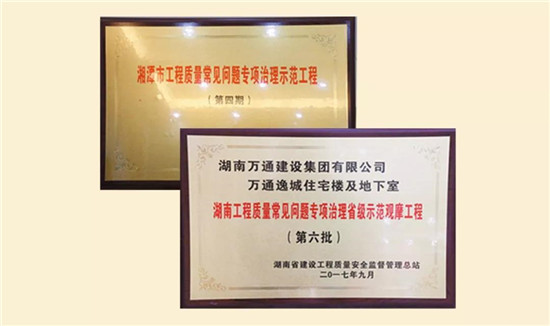 湘潭市工程质量常见问题专项治理示范工程
（第四期）
湖南万通建设集团有限公司
万通逸城住宅楼及地下室
湖南工程质量常见问题专项治理省级示范观摩工程
（第六批）
湖南省建设工程质量安全监督管理总站
二〇一七年九月